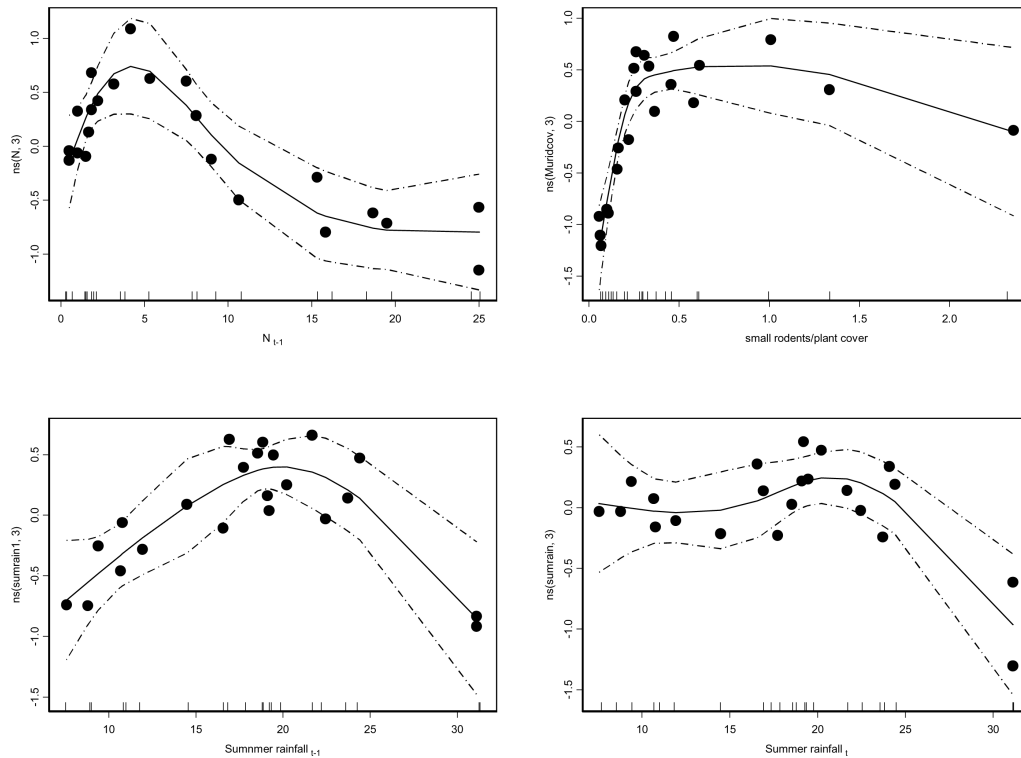 ns(N, 3)
1.0
0.5
0.0
-0.5
-1.0
0 5 10 15 20 25
N t-1
ns(Muridcov, 3)
1.0
0.5
0.0
-0.5
-1.0
-1.5
0.0 0.5 1.0 1.5 2.0
small rodents/plant cover
ns(sumrain1, 3)
0.5
0.0
-0.5
-1.0
-1.5
10 15 20 25 30
Sumnmer rainfall t-1
ns(sumrain, 3)
0.5
0.0
-0.5
-1.0
-1.5
10 15 20 25 30
Summer rainfall t